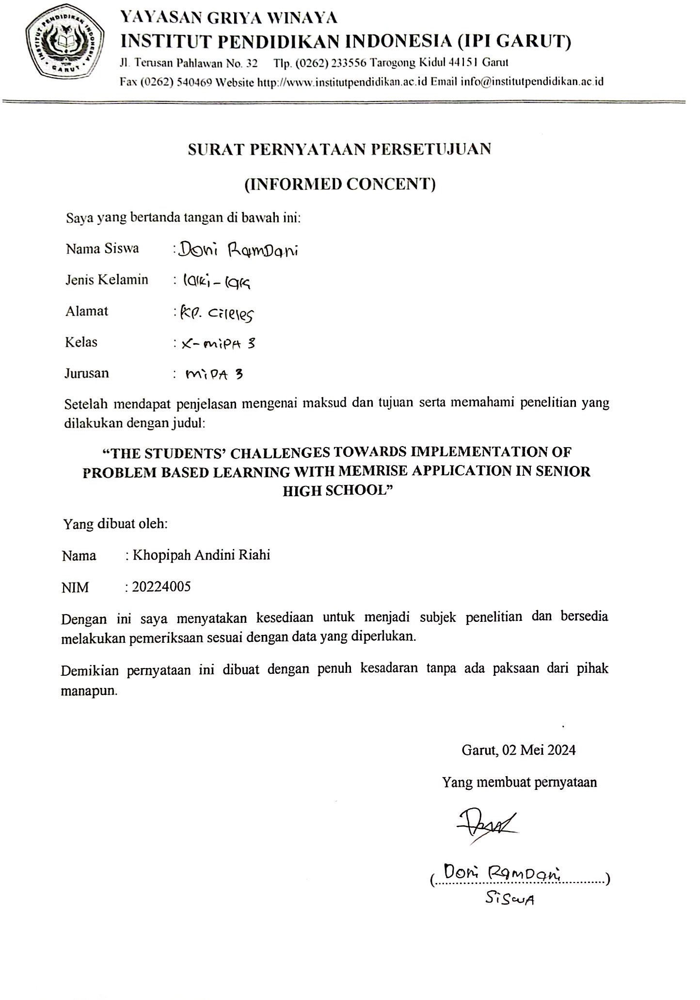 INSTITUT PENDIDIKAN INDONESIA
GARUT
YAYASAN GRIYA WINAYA
INSTITUT PENDIDIKAN INDONESIA (IPI GARUT)
Jl. Terusan Pahlawan No. 32 Tlp. (0262) 233556 Tarogong Kidul 44151 Garut
Fax (0262) 540469 Website http://www.institutpendidikan.ac.id Email info@institutpendidikan.ac.id
SURAT PERNYATAAN PERSETUJUAN
(INFORMED CONCENT)
Saya yang bertanda tangan di bawah ini:
Nama Siswa : Doni RamDani
Jenis Kelamin : laki-laki
Alamat : Kp. Cileles
Kelas : X-MiPA 3
Jurusan : MiPA 3
Setelah mendapat penjelasan mengenai maksud dan tujuan serta memahami penelitian yang
dilakukan dengan judul:
“THE STUDENTS’ CHALLENGES TOWARDS IMPLEMENTATION OF
PROBLEM BASED LEARNING WITH MEMRISE APPLICATION IN SENIOR
HIGH SCHOOL”
Yang dibuat oleh:
Nama : Khopipah Andini Riahi
NIM : 20224005
Dengan ini saya menyatakan kesediaan untuk menjadi subjek penelitian dan bersedia
melakukan pemeriksaan sesuai dengan data yang diperlukan.
Demikian pernyataan ini dibuat dengan penuh kesadaran tanpa ada paksaan dari pihak
manapun.
Garut, 02 Mei 2024
Yang membuat pernyataan
(Doni RamDani)
SiswA